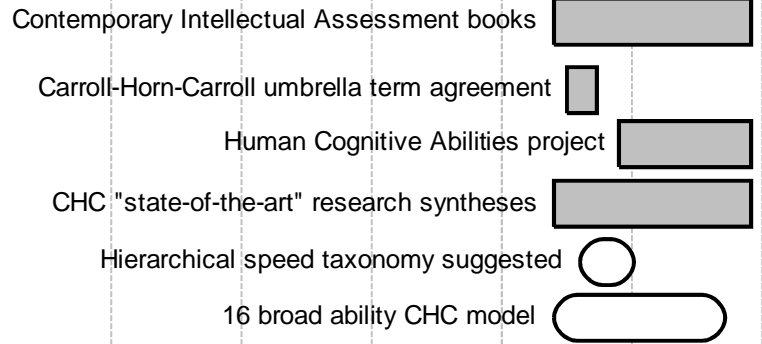 Contemporary Intellectual Assessment books
Carroll-Horn-Carroll umbrella term agreement
Human Cognitive Abilities project
CHC "state-of-the-art" research syntheses
Hierarchical speed taxonomy suggested
16 broad ability CHC model